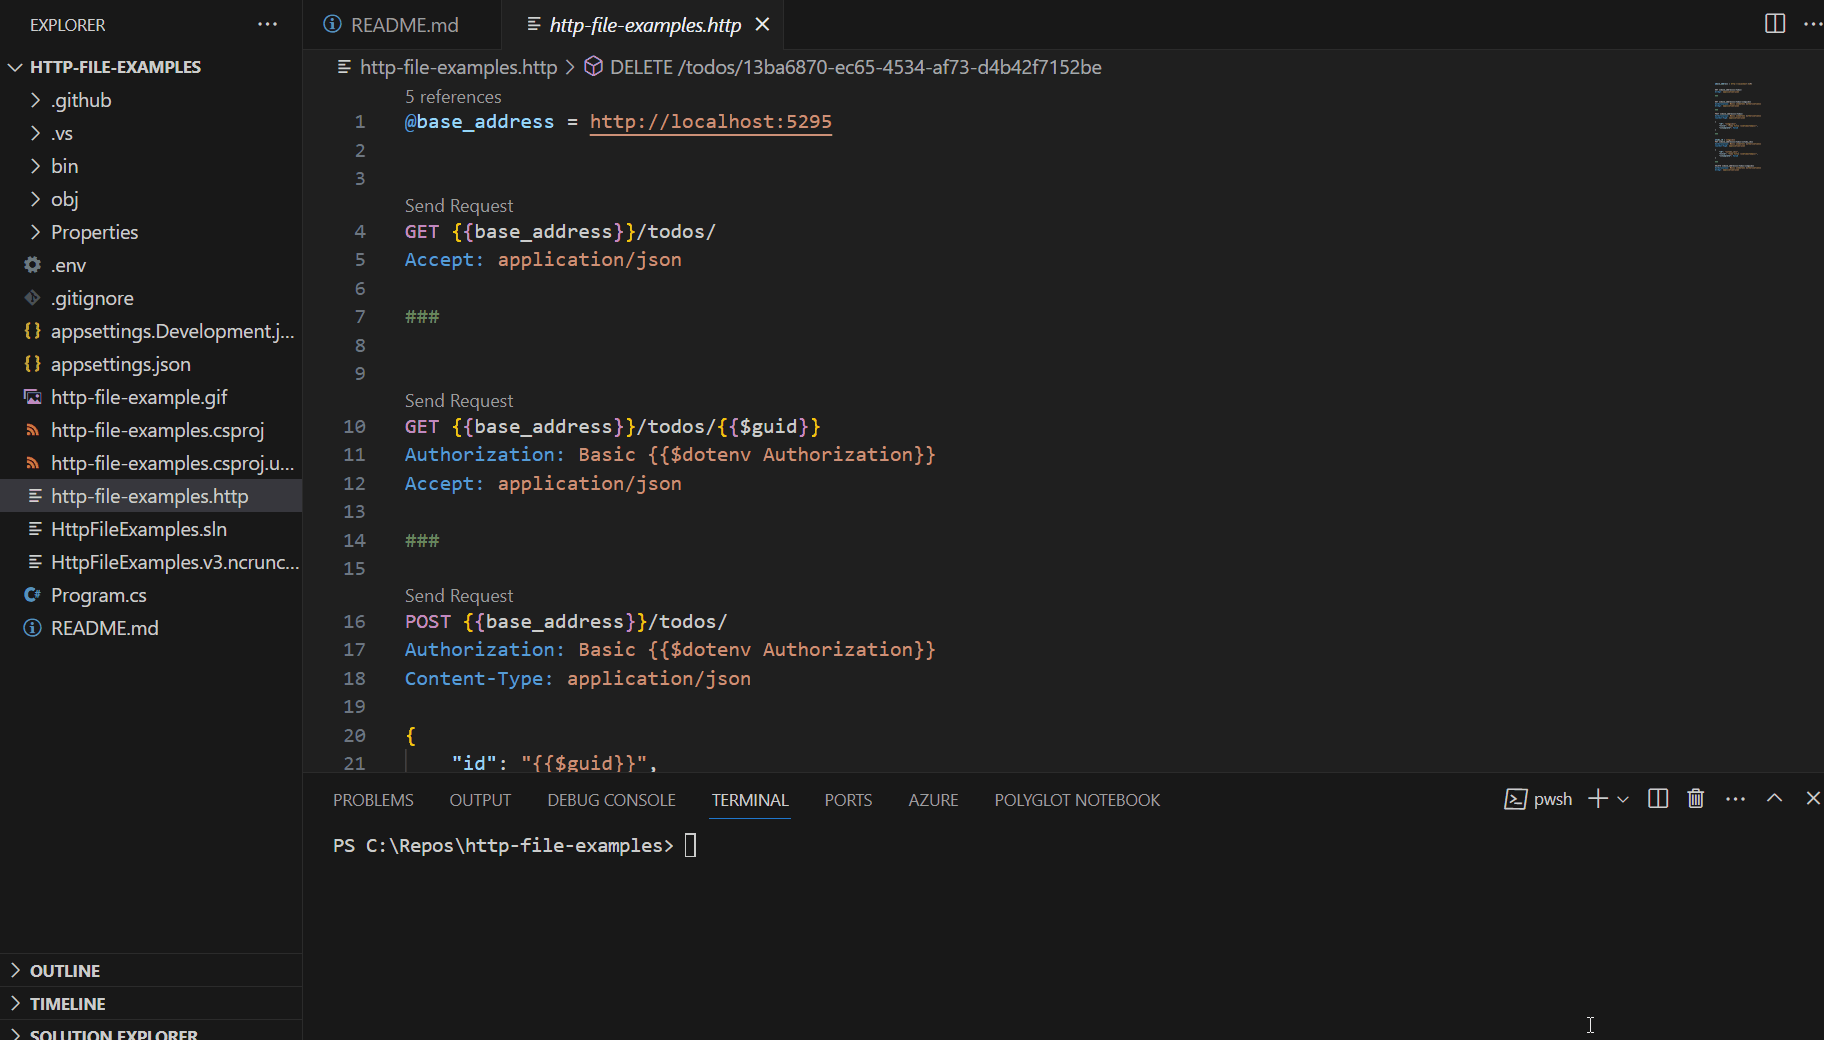 EXPLORER
HTTP-FILE-EXAMPLES
.github
.vs
bin
obj
Properties
.env
.gitignore
appsettings.Development.j...
appsettings.json
http-file-example.gif
http-file-examples.csproj
http-file-examples.csproj.u...
http-file-examples.http
HttpFileExamples.sln
HttpFileExamples.v3.ncrunc...
Program.cs
README.md
OUTLINE
TIMELINE
SOLUTION EXPLORER
README.md http-file-examples.http
http-file-examples.http > DELETE /todos/13ba6870-ec65-4534-af73-d4b42f7152be
5 references
1 @base_address = http://localhost:5295
2
3
Send Request
4 GET {{base_address}}/todos/
5 Accept: application/json
6
7 ###
8
9
Send Request
10 GET {{base_address}}/todos/{{$guid}}
11 Authorization: Basic {{$dotenv Authorization}}
12 Accept: application/json
13
14 ###
15
Send Request
16 POST {{base_address}}/todos/
17 Authorization: Basic {{$dotenv Authorization}}
18 Content-Type: application/json
19
20 {
21 "id": "{{$guid}}",
PROBLEMS OUTPUT DEBUG CONSOLE TERMINAL PORTS AZURE POLYGLOT NOTEBOOK pwsh
PS C:\Repos\http-file-examples>